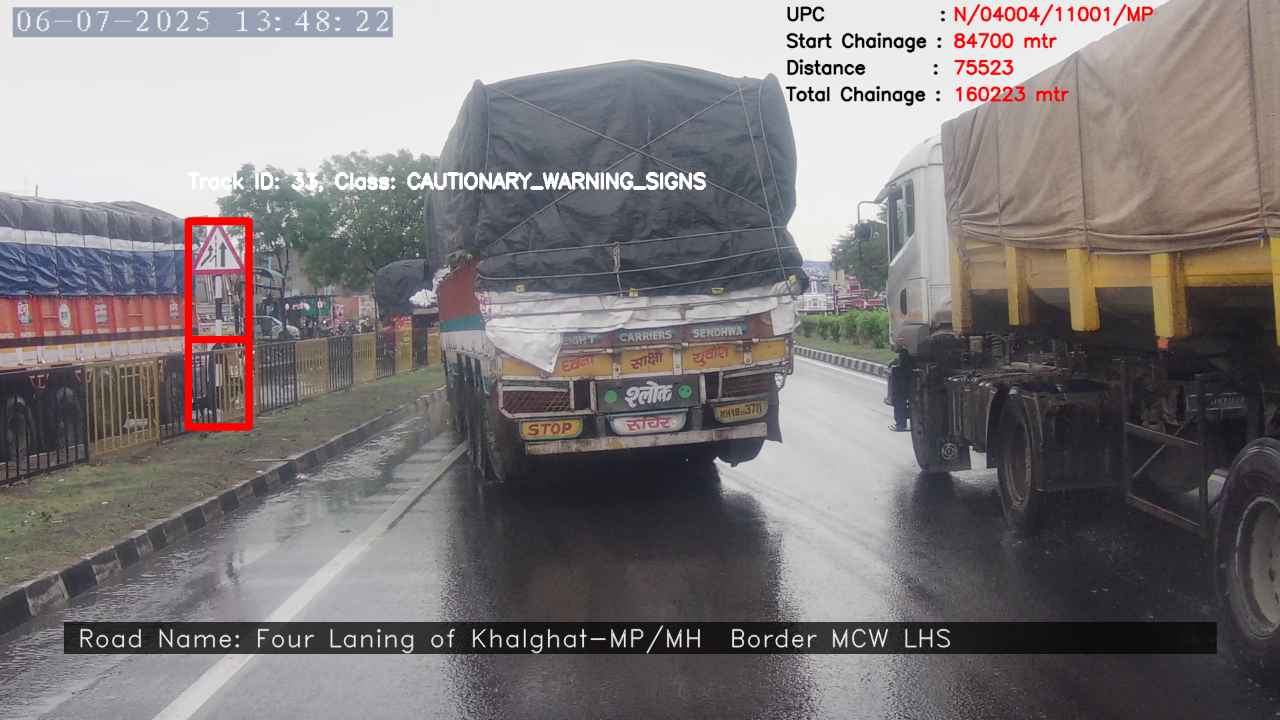 06-07-2025 13:48:22
UPC : N/04004/11001/MP
Start Chainage : 84700 mtr
Distance : 75523
Total Chainage : 160223 mtr
Track ID: 33, Class: CAUTIONARY_WARNING_SIGNS
CARRIERS SENDHWA
साक्षी युवांश
श्लोक
STOP
MH18 3711
Road Name: Four Laning of Khalghat-MP/MH Border MCW LHS